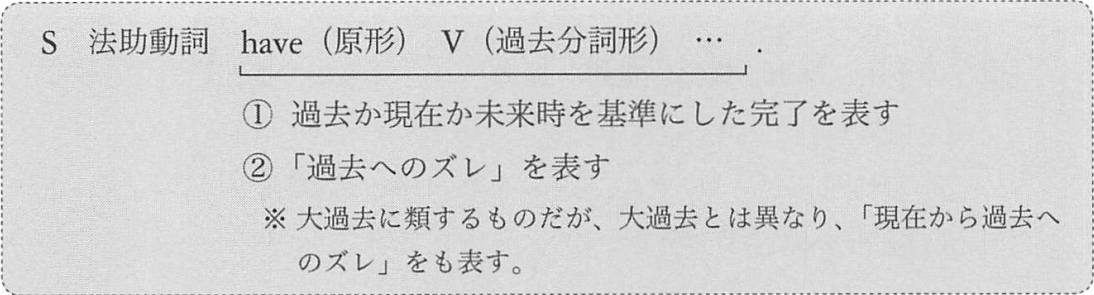 S 法助動詞 have（原形） V（過去分詞形） … .
① 過去か現在か未来時を基準にした完了を表す
②「過去へのズレ」を表す
※ 大過去に類するものだが、大過去とは異なり、「現在から過去へ
のズレ」をも表す。